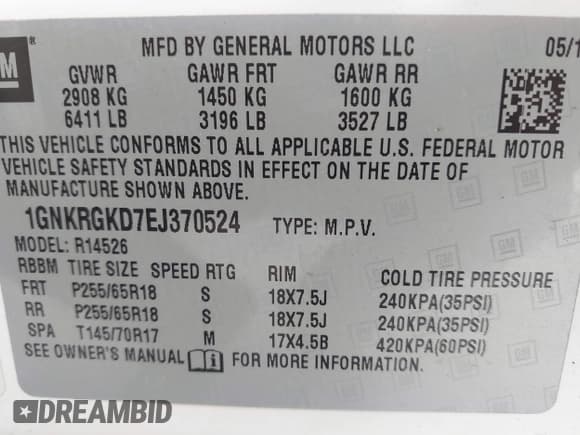 GM ®
MFD BY GENERAL MOTORS LLC 05/1
GVWR GAWR FRT GAWR RR
2908 KG 1450 KG 1600 KG
6411 LB 3196 LB 3527 LB
THIS VEHICLE CONFORMS TO ALL APPLICABLE U.S. FEDERAL MOTOR
VEHICLE SAFETY STANDARDS IN EFFECT ON THE DATE OF
MANUFACTURE SHOWN ABOVE.
1GNKRGKD7EJ370524 TYPE: M.P.V.
MODEL: R14526
RBBM TIRE SIZE SPEED RTG RIM COLD TIRE PRESSURE
FRT P255/65R18 S 18X7.5J 240KPA(35PSI)
RR P255/65R18 S 18X7.5J 240KPA(35PSI)
SPA T145/70R17 M 17X4.5B 420KPA(60PSI)
SEE OWNER'S MANUAL i FOR MORE INFORMATION.
DREAMBID